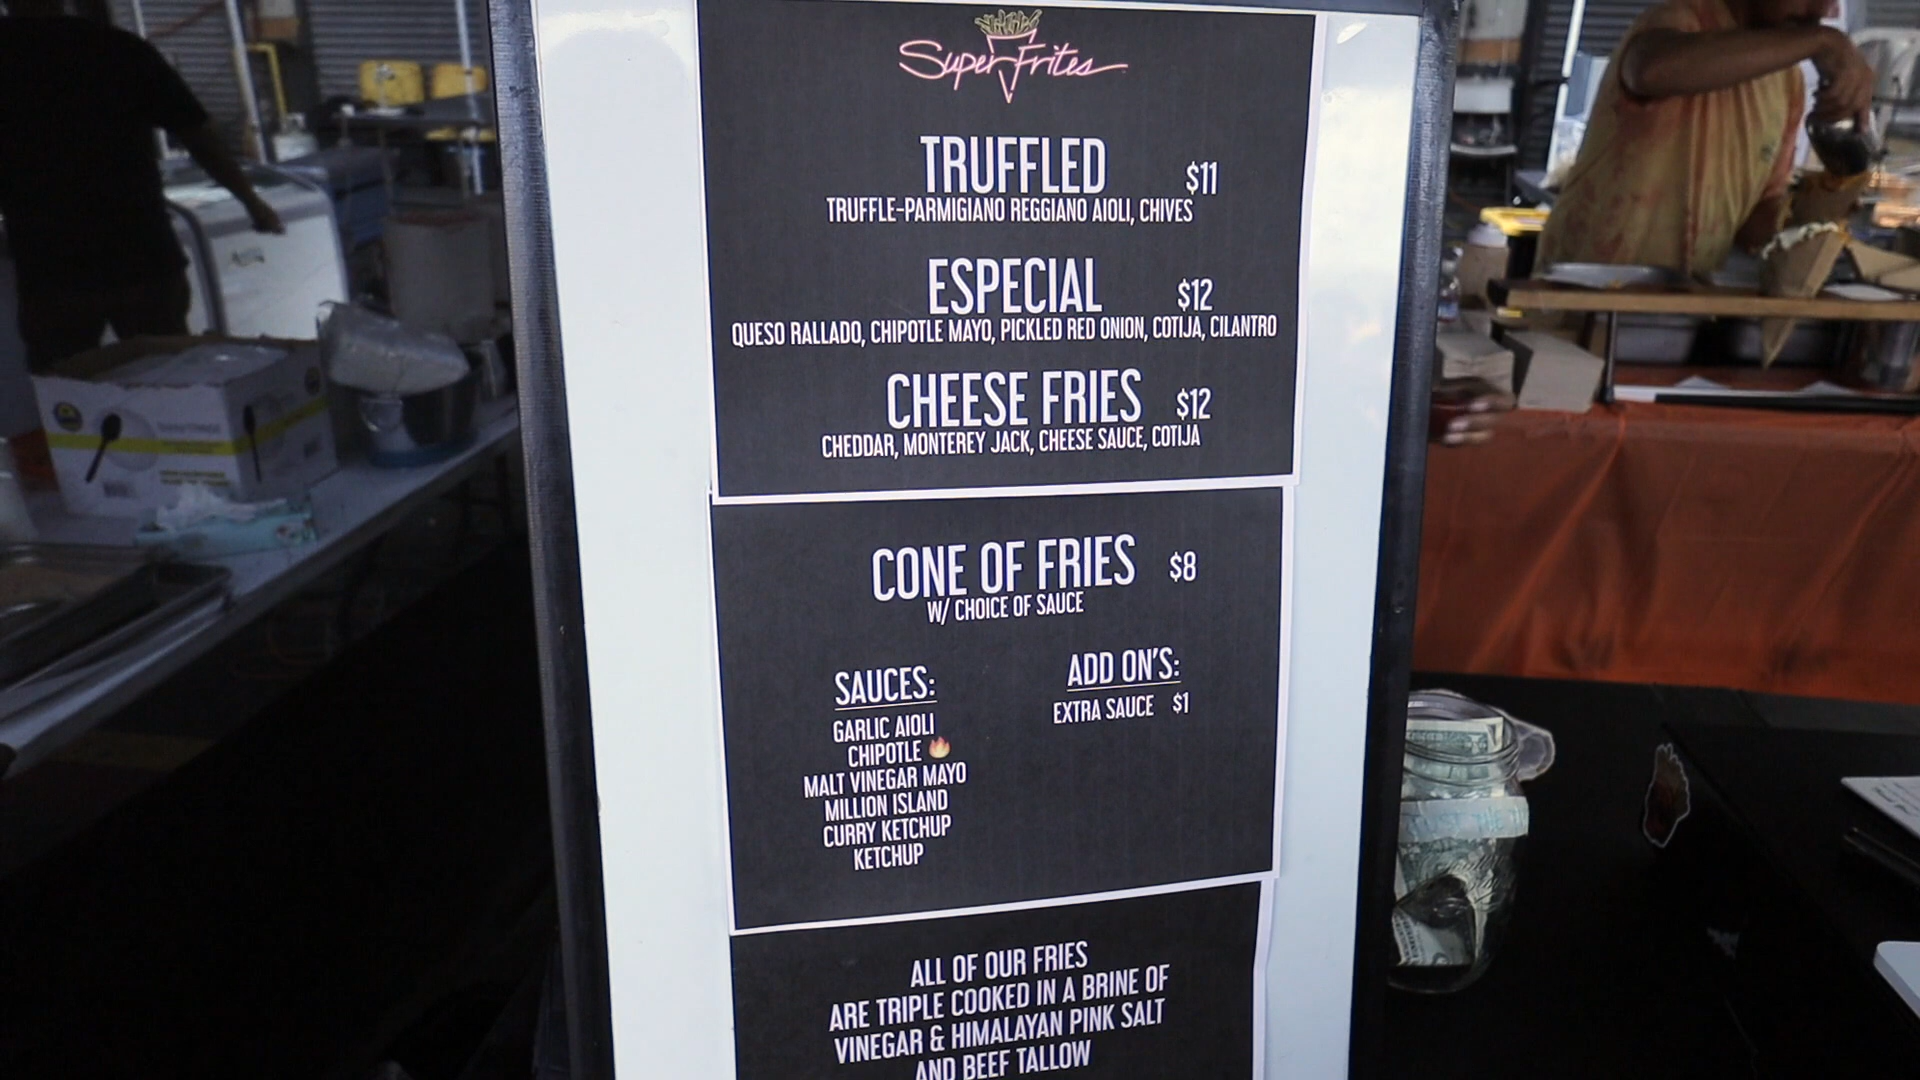 Super Frites
TRUFFLED $11
TRUFFLE-PARMIGIANO REGGIANO AIOLI, CHIVES
ESPECIAL $12
QUESO RALLADO, CHIPOTLE MAYO, PICKLED RED ONION, COTIJA, CILANTRO
CHEESE FRIES $12
CHEDDAR, MONTEREY JACK, CHEESE SAUCE, COTIJA
CONE OF FRIES $8
W/ CHOICE OF SAUCE
SAUCES:
GARLIC AIOLI
CHIPOTLE 🔥
MALT VINEGAR MAYO
MILLION ISLAND
CURRY KETCHUP
KETCHUP
ADD ON'S:
EXTRA SAUCE $1
ALL OF OUR FRIES
ARE TRIPLE COOKED IN A BRINE OF
VINEGAR & HIMALAYAN PINK SALT
AND BEEF TALLOW